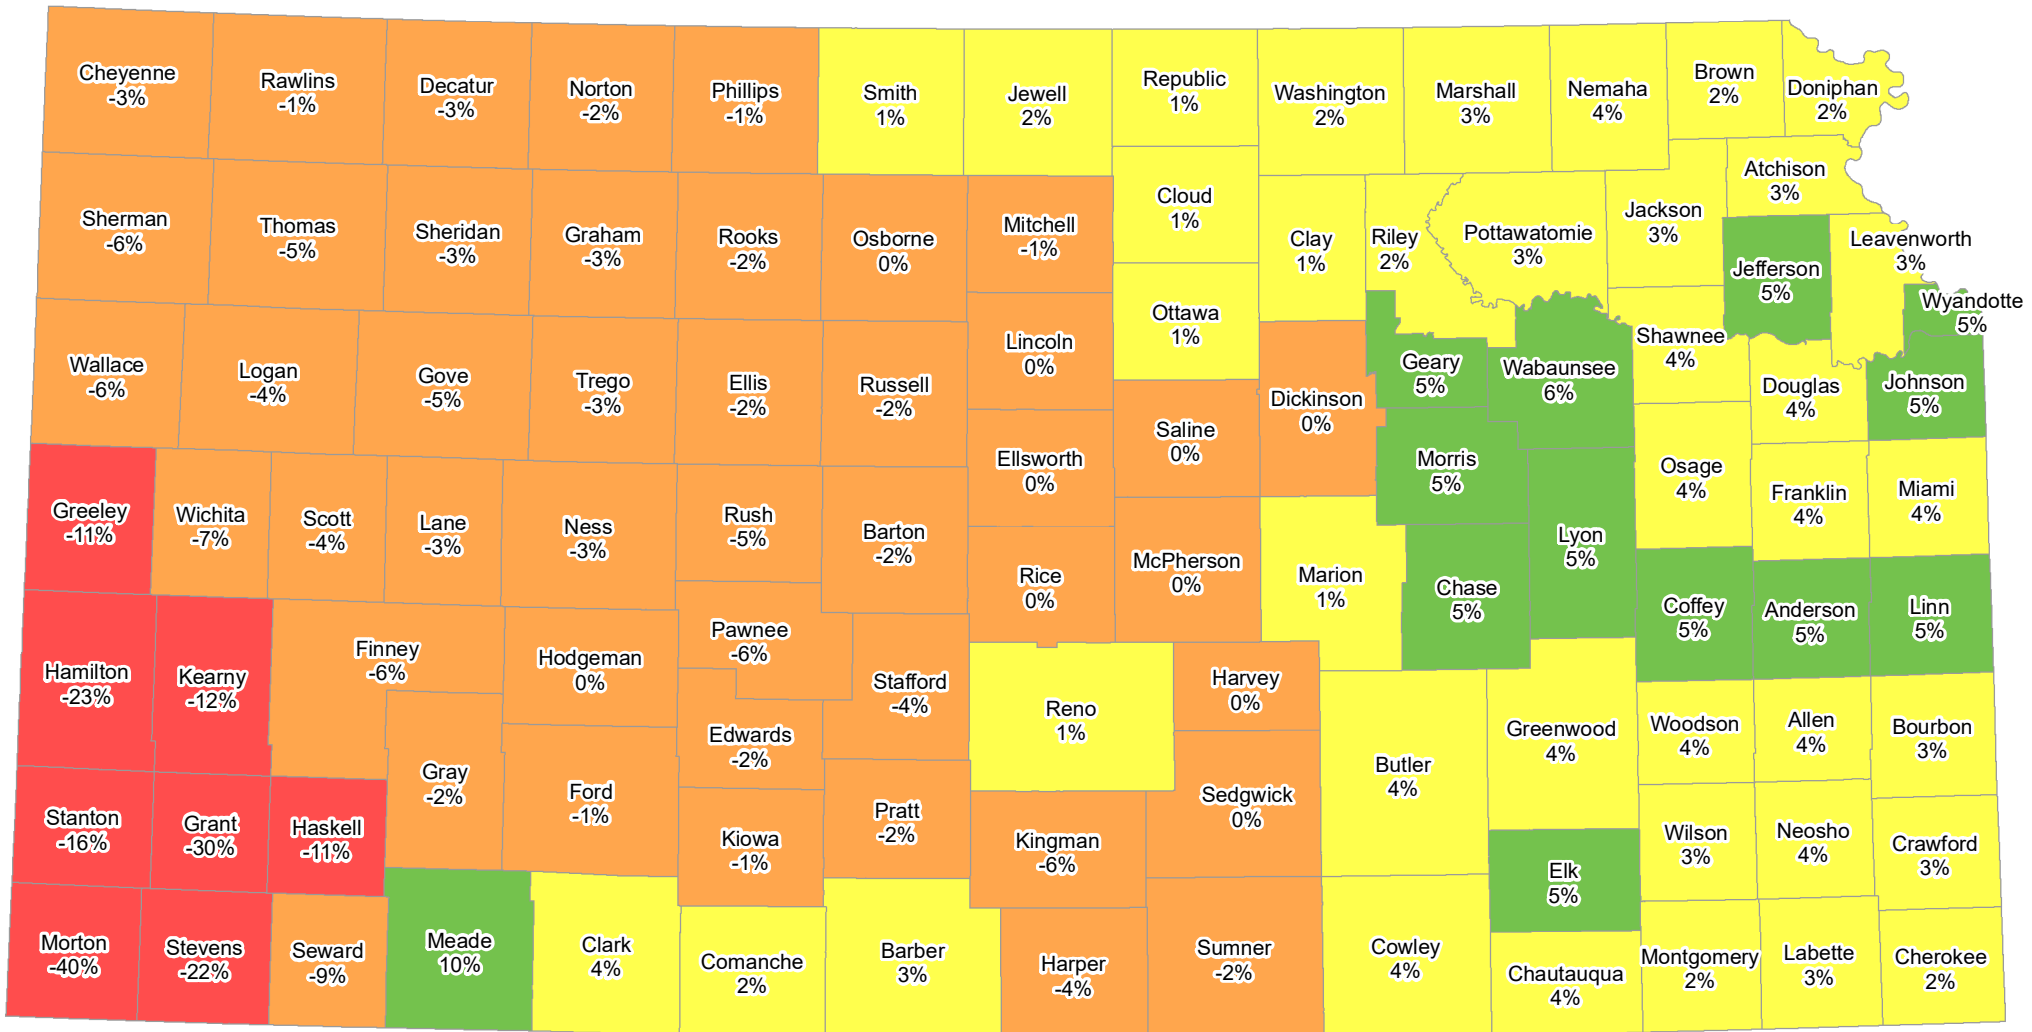 Cheyenne
-3%
Rawlins
-1%
Decatur
-3%
Norton
-2%
Phillips
-1%
Smith
1%
Jewell
2%
Republic
1%
Washington
2%
Marshall
3%
Nemaha
4%
Brown
2%
Doniphan
2%
Sherman
-6%
Thomas
-5%
Sheridan
-3%
Graham
-3%
Rooks
-2%
Osborne
0%
Mitchell
-1%
Cloud
1%
Clay
1%
Riley
2%
Pottawatomie
3%
Jackson
3%
Atchison
3%
Jefferson
5%
Leavenworth
3%
Wyandotte
5%
Wallace
-6%
Logan
-4%
Gove
-5%
Trego
-3%
Ellis
-2%
Russell
-2%
Lincoln
0%
Ottawa
1%
Saline
0%
Dickinson
0%
Geary
5%
Wabaunsee
6%
Shawnee
4%
Douglas
4%
Johnson
5%
Greeley
-11%
Wichita
-7%
Scott
-4%
Lane
-3%
Ness
-3%
Rush
-5%
Barton
-2%
Ellsworth
0%
Rice
0%
McPherson
0%
Marion
1%
Morris
5%
Chase
5%
Lyon
5%
Osage
4%
Franklin
4%
Miami
4%
Coffey
5%
Anderson
5%
Linn
5%
Hamilton
-23%
Kearny
-12%
Finney
-6%
Hodgeman
0%
Pawnee
-6%
Stafford
-4%
Edwards
-2%
Reno
1%
Harvey
0%
Sedgwick
0%
Butler
4%
Greenwood
4%
Woodson
4%
Allen
4%
Bourbon
3%
Stanton
-16%
Grant
-30%
Haskell
-11%
Gray
-2%
Ford
-1%
Kiowa
-1%
Pratt
-2%
Kingman
-6%
Elk
5%
Wilson
3%
Neosho
4%
Crawford
3%
Morton
-40%
Stevens
-22%
Seward
-9%
Meade
10%
Clark
4%
Comanche
2%
Barber
3%
Harper
-4%
Sumner
-2%
Cowley
4%
Chautauqua
4%
Montgomery
2%
Labette
3%
Cherokee
2%